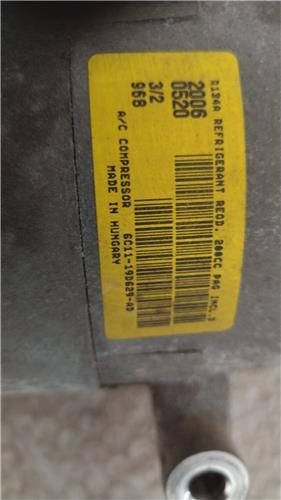 R134A REFRIGERANT REQD. 200CC PAG INCL.
2006
0520
3/2
968
A/C COMPRESSOR 6C11-19D629-AD
MADE IN HUNGARY